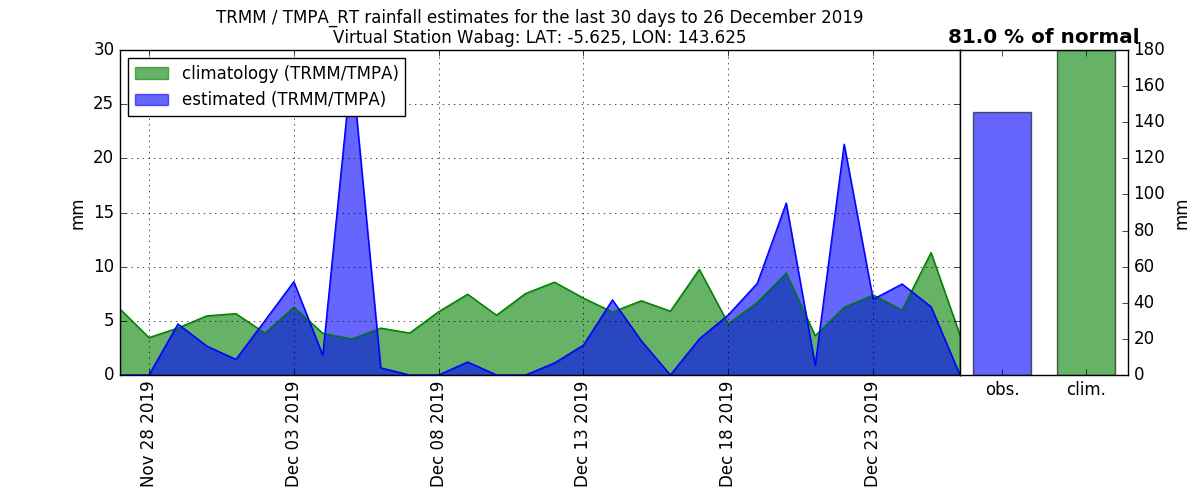 TRMM / TMPA_RT rainfall estimates for the last 30 days to 26 December 2019
Virtual Station Wabag: LAT: -5.625, LON: 143.625
81.0 % of normal
climatology (TRMM/TMPA)
estimated (TRMM/TMPA)
30
25
20
15
10
5
0
mm
Nov 28 2019
Dec 03 2019
Dec 08 2019
Dec 13 2019
Dec 18 2019
Dec 23 2019
obs.
clim.
180
160
140
120
100
80
60
40
20
0
mm